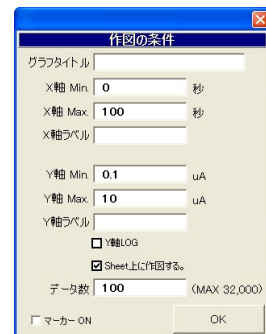 作図の条件
グラフタイトル
X軸 Min. 0 秒
X軸 Max. 100 秒
X軸ラベル
Y軸 Min. 0.1 uA
Y軸 Max. 10 uA
Y軸ラベル
Y軸LOG
Sheet上に作図する。
データ数 100 (MAX 32,000)
マーカー ON OK